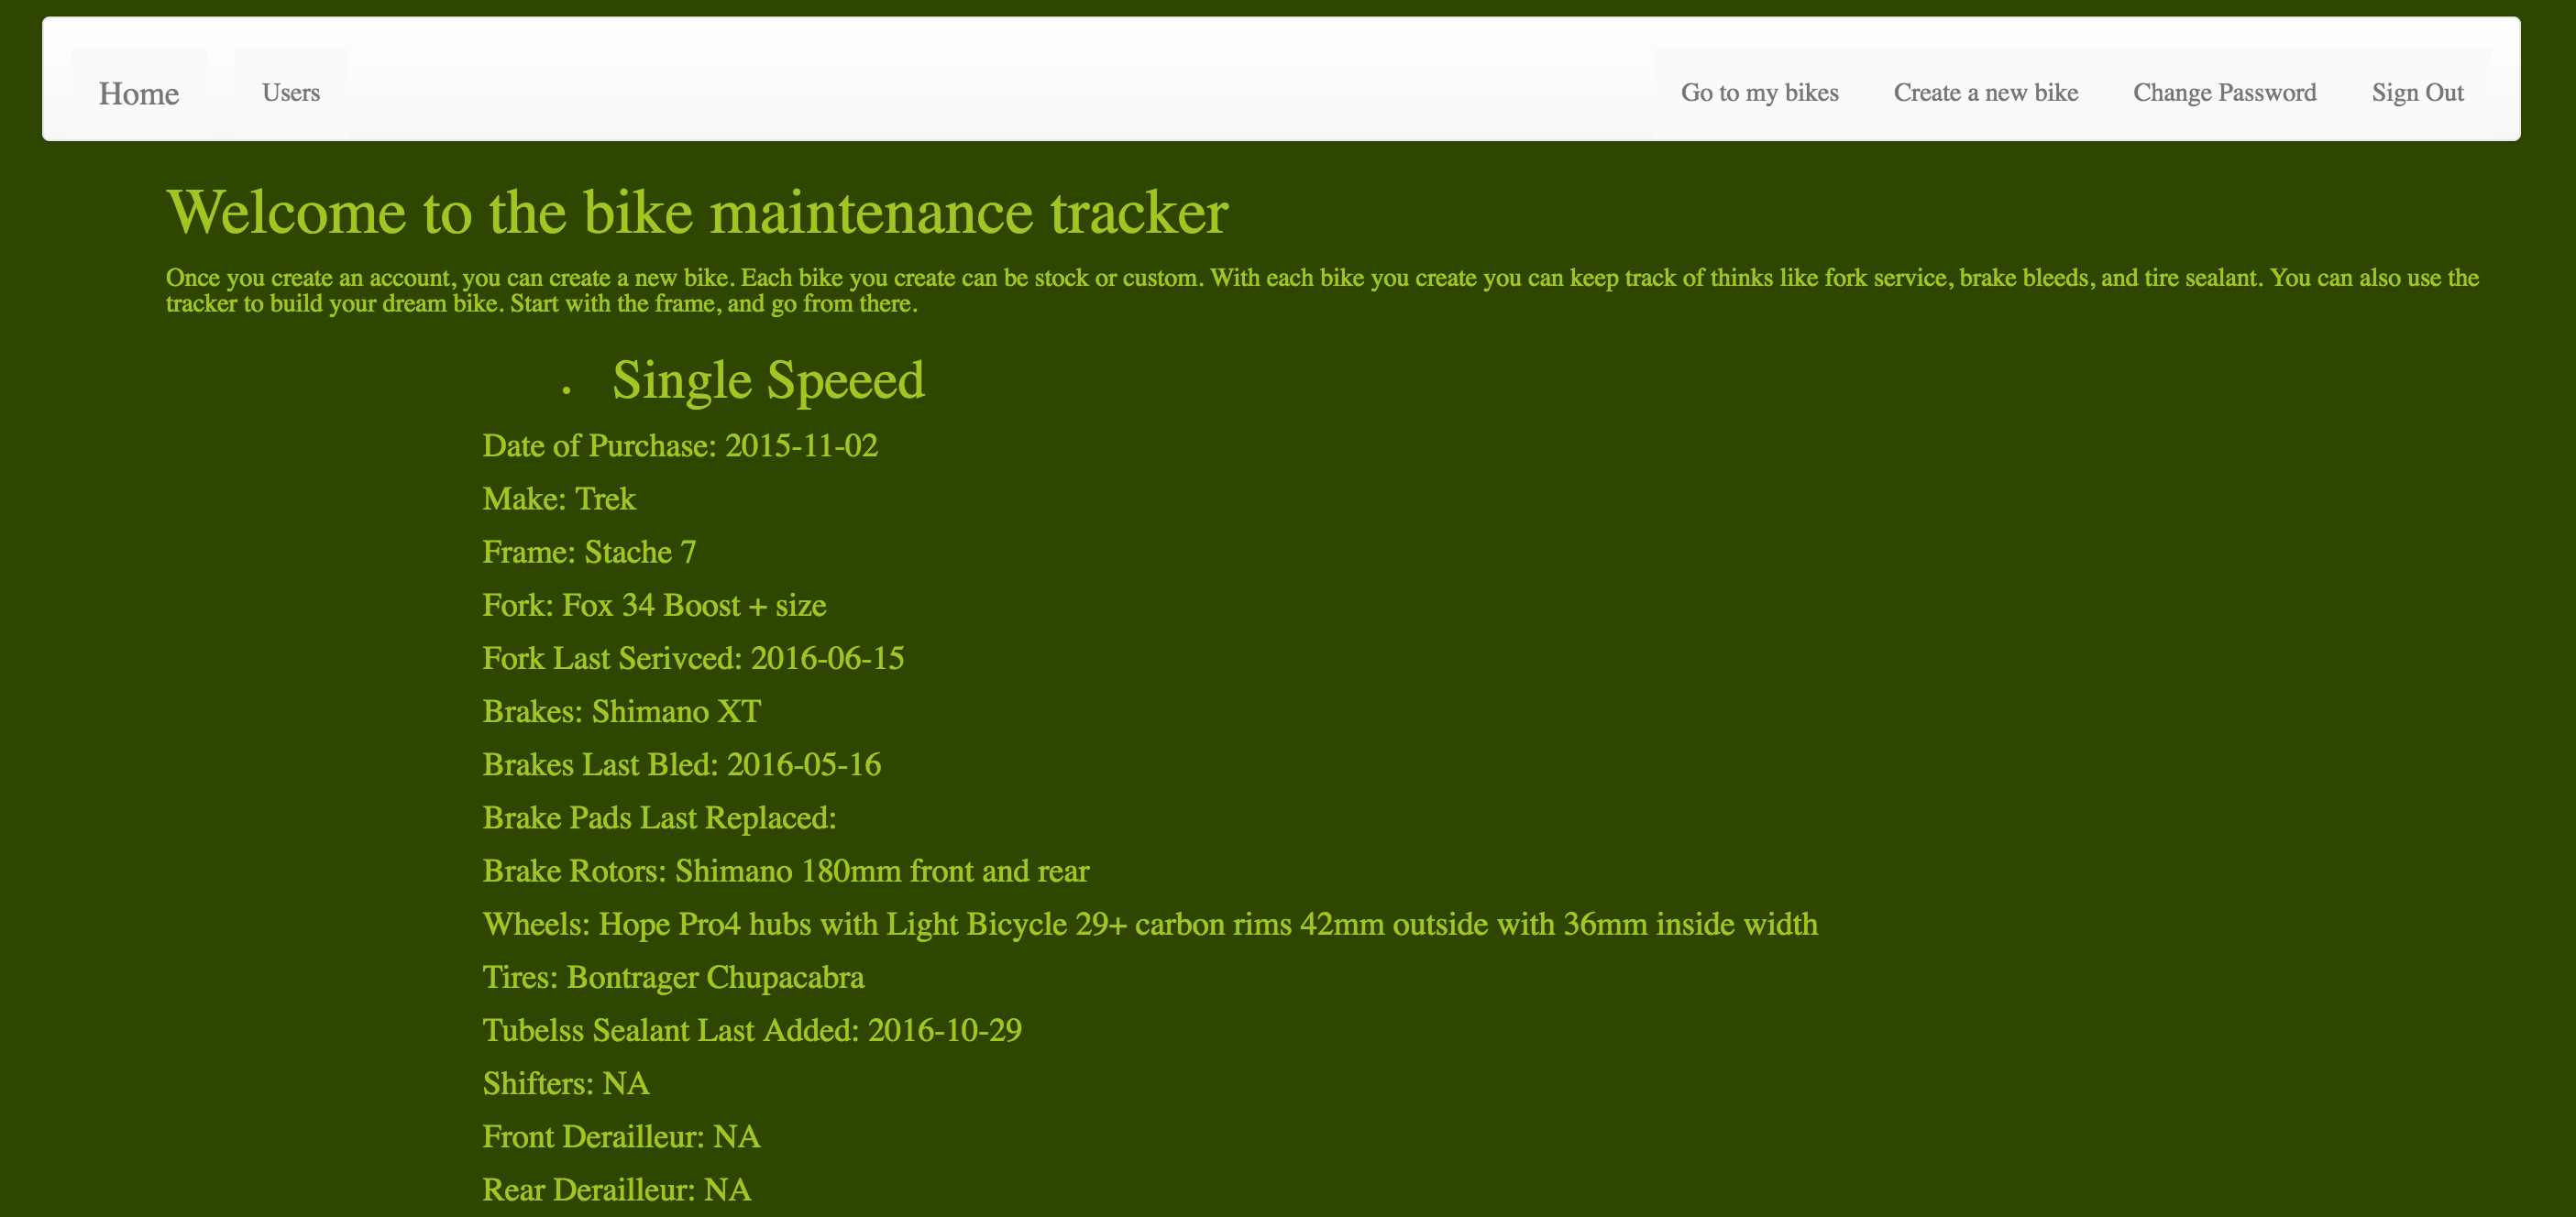 Home Users Go to my bikes Create a new bike Change Password Sign Out
Welcome to the bike maintenance tracker
Once you create an account, you can create a new bike. Each bike you create can be stock or custom. With each bike you create you can keep track of thinks like fork service, brake bleeds, and tire sealant. You can also use the
tracker to build your dream bike. Start with the frame, and go from there.
• Single Speeed
Date of Purchase: 2015-11-02
Make: Trek
Frame: Stache 7
Fork: Fox 34 Boost + size
Fork Last Serivced: 2016-06-15
Brakes: Shimano XT
Brakes Last Bled: 2016-05-16
Brake Pads Last Replaced:
Brake Rotors: Shimano 180mm front and rear
Wheels: Hope Pro4 hubs with Light Bicycle 29+ carbon rims 42mm outside with 36mm inside width
Tires: Bontrager Chupacabra
Tubelss Sealant Last Added: 2016-10-29
Shifters: NA
Front Derailleur: NA
Rear Derailleur: NA